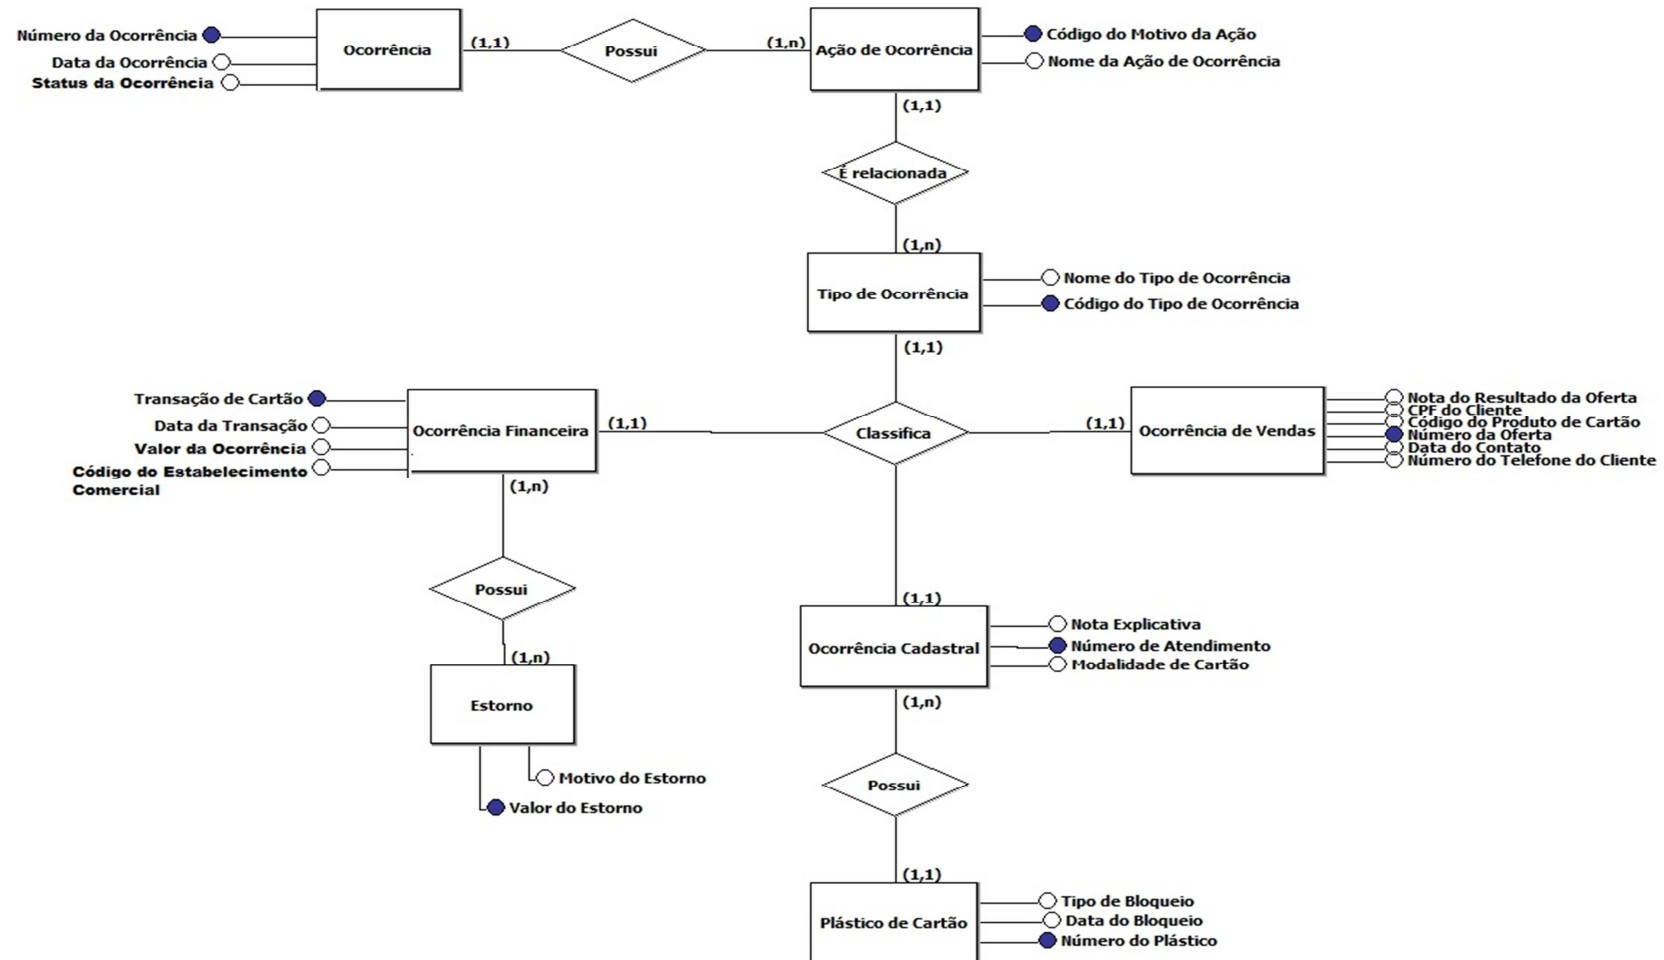 Número da Ocorrência
Data da Ocorrência
Status da Ocorrência
Ocorrência
(1,1)
Possui
(1,n)
Ação de Ocorrência
Código do Motivo da Ação
Nome da Ação de Ocorrência
(1,1)
É relacionada
(1,n)
Tipo de Ocorrência
Nome do Tipo de Ocorrência
Código do Tipo de Ocorrência
(1,1)
Transação de Cartão
Data da Transação
Valor da Ocorrência
Código do Estabelecimento
Comercial
Ocorrência Financeira
(1,1)
Classifica
(1,1)
Ocorrência de Vendas
Nota do Resultado da Oferta
CPF do Cliente
Código do Produto de Cartão
Número da Oferta
Data do Contato
Número do Telefone do Cliente
(1,n)
Possui
(1,n)
Estorno
Motivo do Estorno
Valor do Estorno
(1,1)
Ocorrência Cadastral
Nota Explicativa
Número de Atendimento
Modalidade de Cartão
(1,n)
Possui
(1,1)
Plástico de Cartão
Tipo de Bloqueio
Data do Bloqueio
Número do Plástico